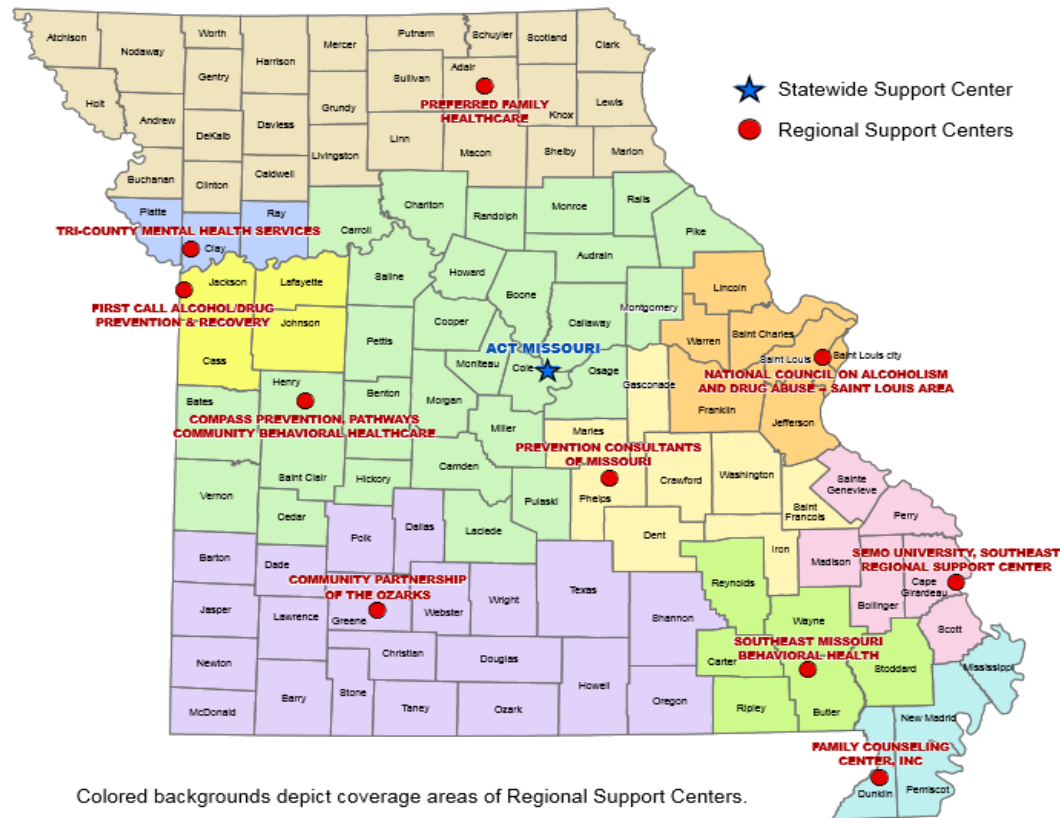 Atchison
Nodaway
Worth
Harrison
Mercer
Putnam
Schuyler
Scotland
Clark
Gentry
Sullivan
Adair
Holt
Andrew
DeKalb
Daviess
Grundy
Knox
Lewis
PREFERRED FAMILY
HEALTHCARE
Linn
Macon
Shelby
Marion
Livingston
Buchanan
Clinton
Caldwell
Statewide Support Center
Regional Support Centers
Platte
Ray
Carroll
Chariton
Randolph
Monroe
Ralls
Pike
TRI-COUNTY MENTAL HEALTH SERVICES
Clay
Audrain
Jackson
Lafayette
Saline
Howard
Boone
Montgomery
Lincoln
FIRST CALL ALCOHOL/DRUG
PREVENTION & RECOVERY
Johnson
Cass
Cooper
Callaway
Pettis
Warren
Saint Charles
Saint Louis
Saint Louis city
ACT MISSOURI
Moniteau
Cole
Osage
Gasconade
NATIONAL COUNCIL ON ALCOHOLISM
AND DRUG ABUSE – SAINT LOUIS AREA
Franklin
Jefferson
Henry
Bates
Benton
Morgan
Miller
Maries
COMPASS PREVENTION, PATHWAYS
COMMUNITY BEHAVIORAL HEALTHCARE
PREVENTION CONSULTANTS
OF MISSOURI
Camden
Vernon
Saint Clair
Hickory
Pulaski
Phelps
Crawford
Washington
Saint
Francois
Sainte
Genevieve
Perry
Cedar
Dallas
Laclede
Polk
Dent
Iron
Madison
Barton
Dade
SEMO UNIVERSITY, SOUTHEAST
REGIONAL SUPPORT CENTER
COMMUNITY PARTNERSHIP
OF THE OZARKS
Jasper
Lawrence
Greene
Webster
Wright
Texas
Shannon
Reynolds
Wayne
Bollinger
Cape
Girardeau
Scott
SOUTHEAST MISSOURI
BEHAVIORAL HEALTH
Carter
Stoddard
Mississippi
Newton
Christian
Douglas
Howell
Oregon
Ripley
Butler
McDonald
Barry
Stone
Taney
Ozark
New Madrid
FAMILY COUNSELING
CENTER, INC
Dunklin
Pemiscot
Colored backgrounds depict coverage areas of Regional Support Centers.